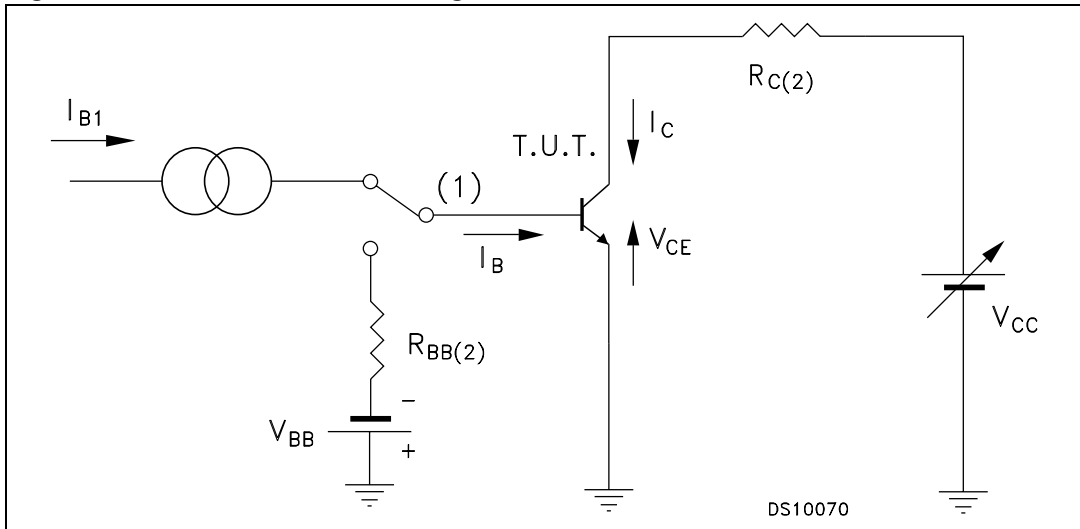 I_B1
(1)
I_B
R_BB(2)
V_BB
−
+
T.U.T.
I_C
V_CE
R_C(2)
V_CC
DS10070